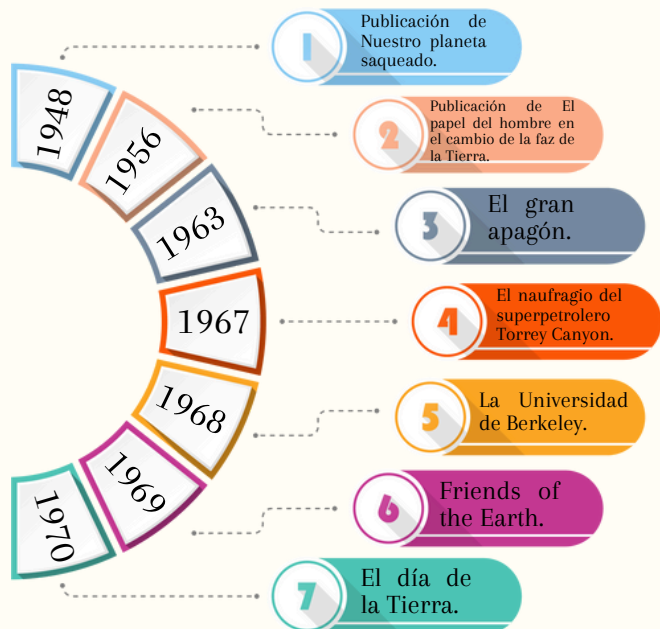 1948
1
Publicación de
Nuestro planeta
saqueado.
1956
2
Publicación de El
papel del hombre en
el cambio de la faz de
la Tierra.
1963
3
El gran
apagón.
1967
4
El naufragio del
superpetrolero
Torrey Canyon.
1968
5
La Universidad
de Berkeley.
1969
6
Friends of
the Earth.
1970
7
El día de
la Tierra.